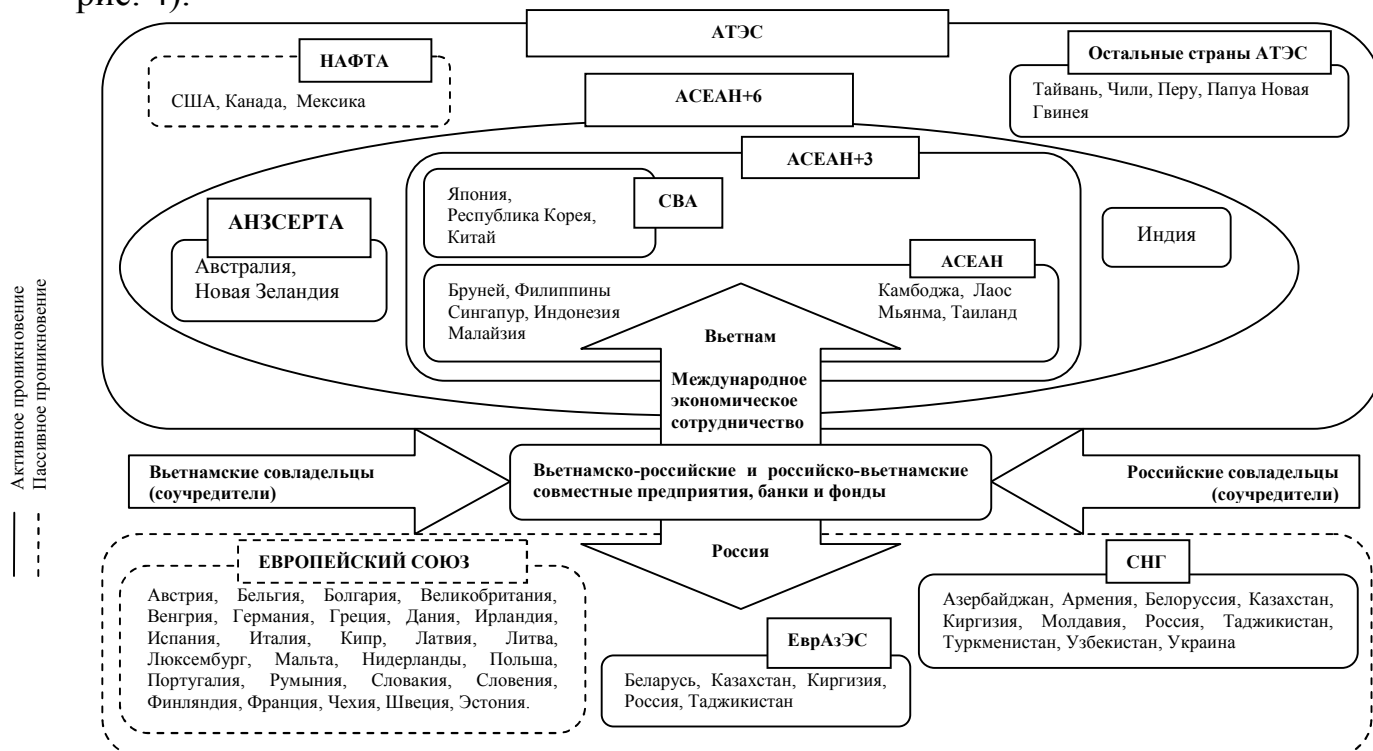 рис. 4).
АТЭС
НАФТА
США, Канада, Мексика
Остальные страны АТЭС
Тайвань, Чили, Перу, Папуа Новая
Гвинея
АСЕАН+6
АСЕАН+3
Япония,
Республика Корея,
Китай
СВА
АНЗСЕРТА
Австралия,
Новая Зеландия
Индия
АСЕАН
Бруней, Филиппины
Сингапур, Индонезия
Малайзия
Камбоджа, Лаос
Мьянма, Таиланд
Вьетнам
Международное
экономическое
сотрудничество
Активное проникновение
Пассивное проникновение
Вьетнамские совладельцы
(соучредители)
Вьетнамско-российские и российско-вьетнамские
совместные предприятия, банки и фонды
Российские совладельцы
(соучредители)
Россия
ЕВРОПЕЙСКИЙ СОЮЗ
Австрия, Бельгия, Болгария, Великобритания,
Венгрия, Германия, Греция, Дания, Ирландия,
Испания, Италия, Кипр, Латвия, Литва,
Люксембург, Мальта, Нидерланды, Польша,
Португалия, Румыния, Словакия, Словения,
Финляндия, Франция, Чехия, Швеция, Эстония.
ЕврАзЭС
Беларусь, Казахстан, Киргизия,
Россия, Таджикистан
СНГ
Азербайджан, Армения, Белоруссия, Казахстан,
Киргизия, Молдавия, Россия, Таджикистан,
Туркменистан, Узбекистан, Украина